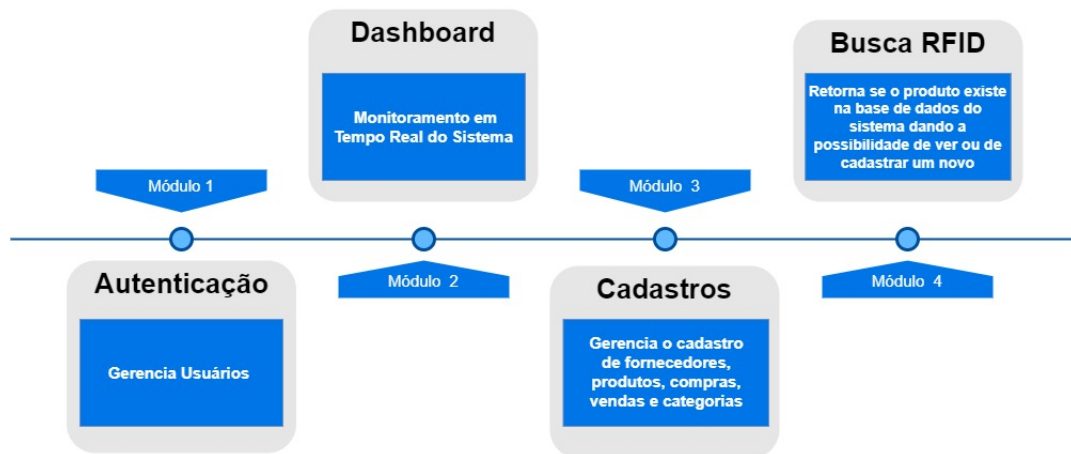 Dashboard
Monitoramento em
Tempo Real do Sistema
Busca RFID
Retorna se o produto existe
na base de dados do
sistema dando a
possibilidade de ver ou de
cadastrar um novo
Módulo 1
Módulo 3
Autenticação
Gerencia Usuários
Módulo 2
Cadastros
Gerencia o cadastro
de fornecedores,
produtos, compras,
vendas e categorias
Módulo 4